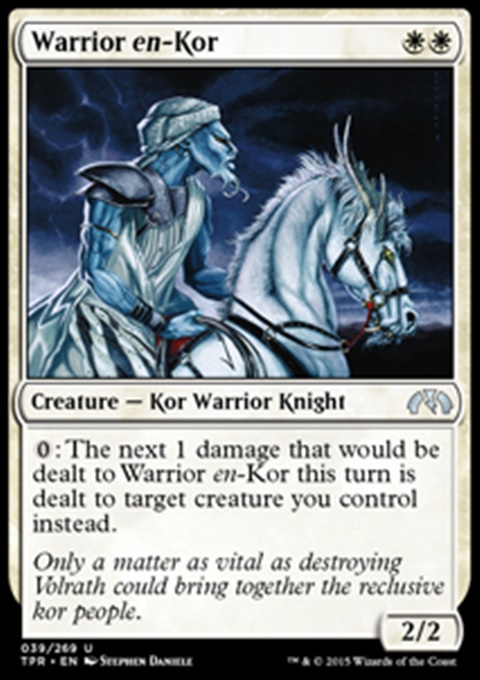 Warrior en-Kor
Creature — Kor Warrior Knight
0: The next 1 damage that would be
dealt to Warrior en-Kor this turn is
dealt to target creature you control
instead.
Only a matter as vital as destroying
Volrath could bring together the reclusive
kor people.
2/2
039/269 U
TPR • EN Stephen Daniele
™ & © 2015 Wizards of the Coast